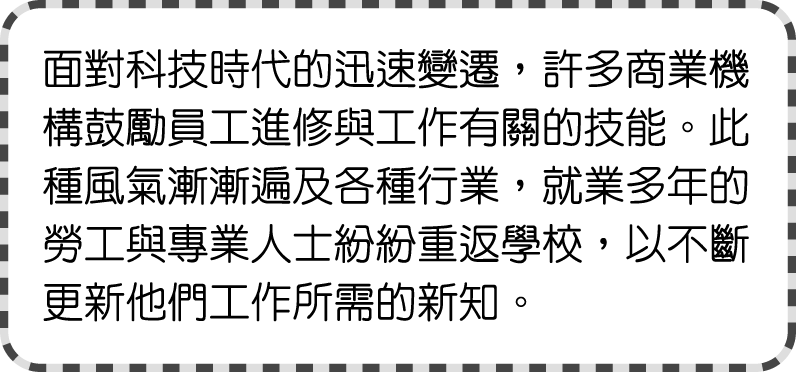 面對科技時代的迅速變遷，許多商業機
構鼓勵員工進修與工作有關的技能。此
種風氣漸漸遍及各種行業，就業多年的
勞工與專業人士紛紛重返學校，以不斷
更新他們工作所需的新知。